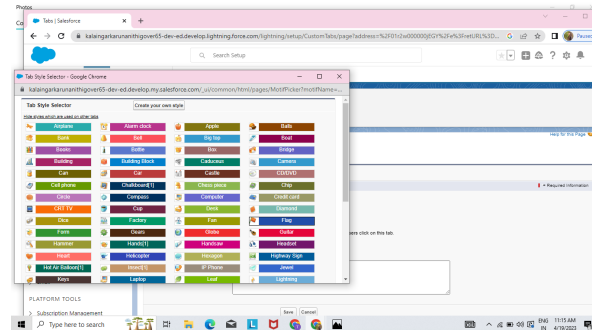 Photos
Tabs | Salesforce
kalaingarkarunanithigover65-dev-ed.develop.lightning.force.com/lightning/setup/CustomTabs/page?address=%2F01r2w000000jEGY%2Fe%3FretURL%3D...
Paused
Search Setup
Tab Style Selector - Google Chrome
kalaingarkarunanithigover65-dev-ed.develop.my.salesforce.com/_ui/common/html/pages/MotifPicker?motifName=...
Tab Style Selector Create your own style
Hide styles which are used on other tabs
Help for this Page
Airplane Alarm clock Apple Balls
Bank Bell Big top Boat
Books Bottle Box Bridge
Building Building Block Caduceus Camera
Can Car Castle CD/DVD
Cell phone Chalkboard[1] Chess piece Chip
= Required Information
Circle Compass Computer Credit card
CRT TV Cup Desk Diamond
Dice Factory Fan Flag
Form Gears Globe Guitar
sers click on this tab.
Hammer Hands[1] Handsaw Headset
Heart Helicopter Hexagon Highway Sign
Hot Air Balloon[1] Insect[1] IP Phone Jewel
Keys Laptop Leaf Lightning
PLATFORM TOOLS
Subscription Management
Save Cancel
Type here to search
ENG 11:15 AM
IN 4/19/2023